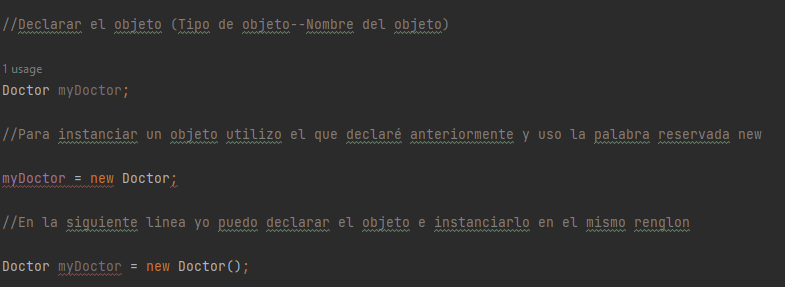 //Declarar el objeto (Tipo de objeto--Nombre del objeto)
1 usage
Doctor myDoctor;
//Para instanciar un objeto utilizo el que declaré anteriormente y uso la palabra reservada new
myDoctor = new Doctor;
//En la siguiente linea yo puedo declarar el objeto e instanciarlo en el mismo renglon
Doctor myDoctor = new Doctor();